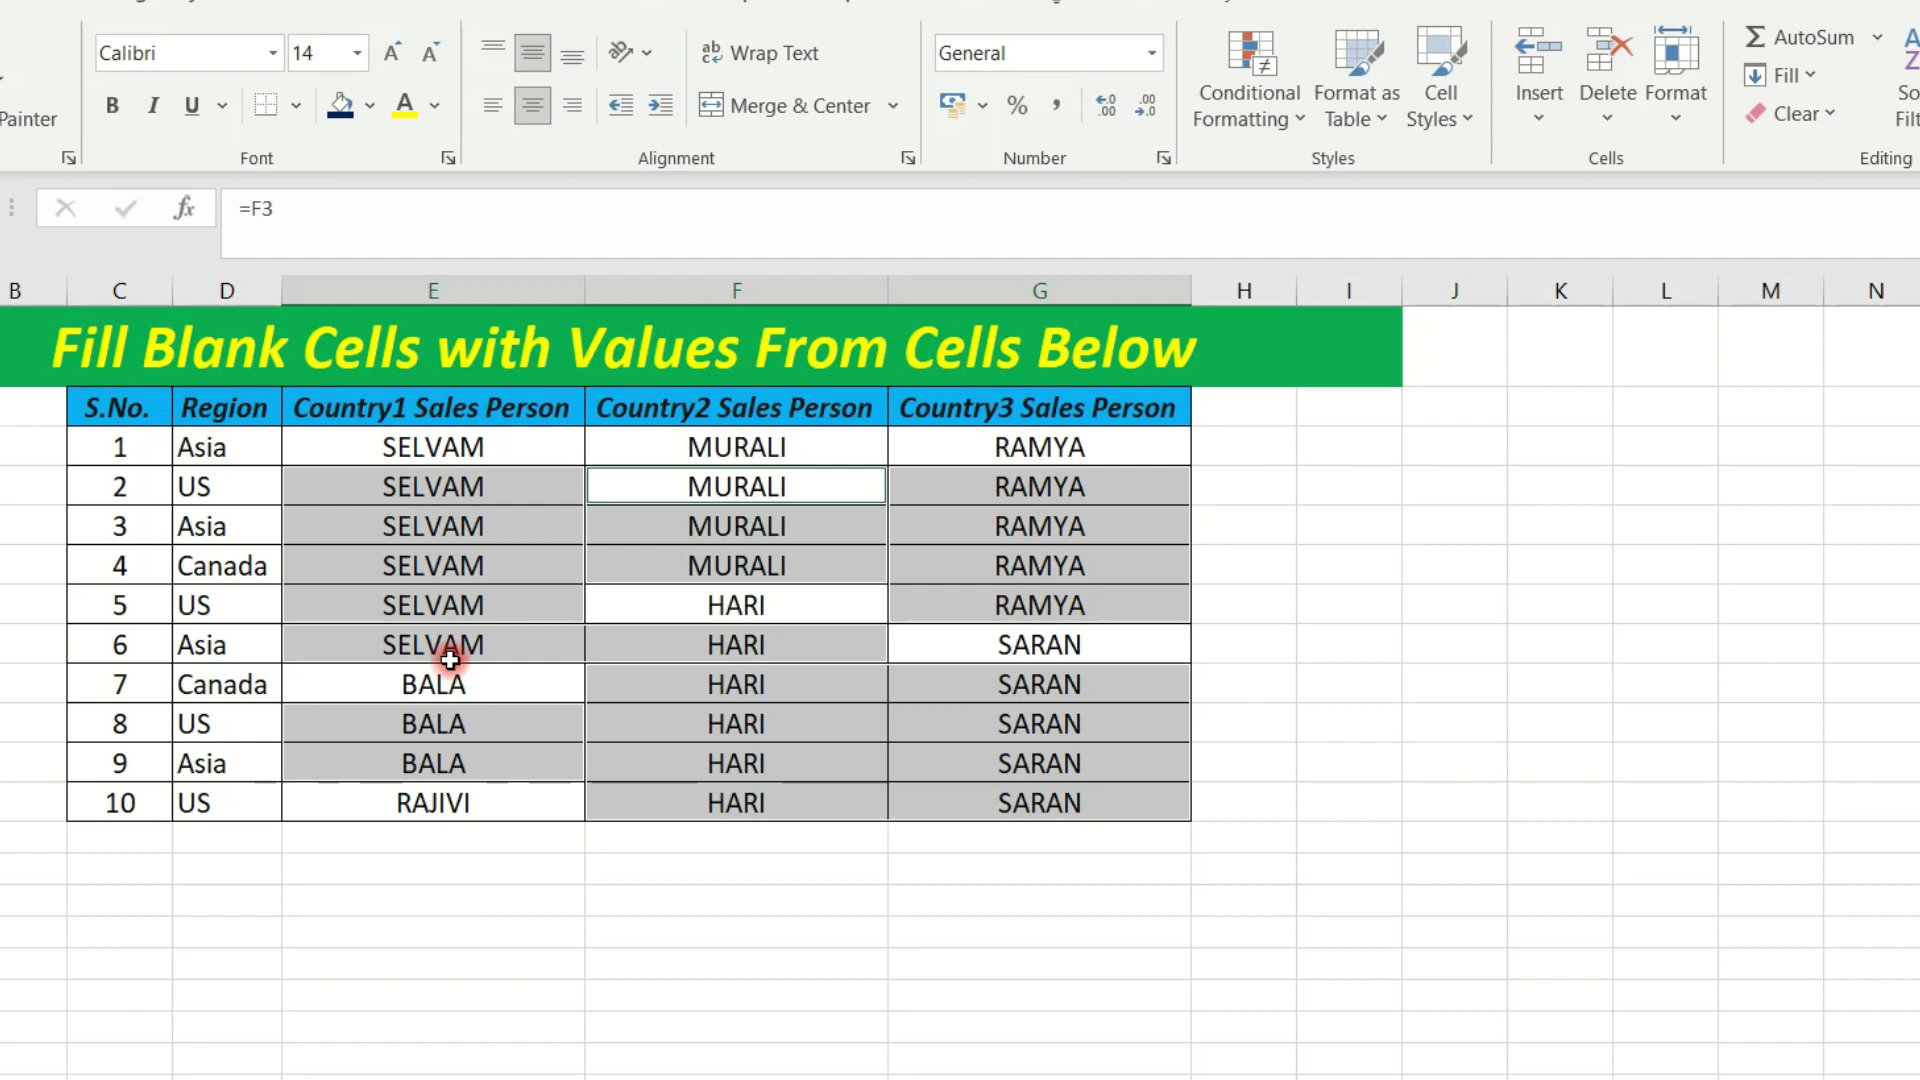 Calibri 14 Wrap Text General AutoSum
Conditional Formatting Format as Table Cell Styles Insert Delete Format Fill
B I U Merge & Center % Clear
Painter
Font Alignment Number Styles Cells Editing
fx =F3
B C D E F G H I J K L M N
Fill Blank Cells with Values From Cells Below
S.No. Region Country1 Sales Person Country2 Sales Person Country3 Sales Person
1 Asia SELVAM MURALI RAMYA
2 US SELVAM MURALI RAMYA
3 Asia SELVAM MURALI RAMYA
4 Canada SELVAM MURALI RAMYA
5 US SELVAM HARI RAMYA
6 Asia SELVAM HARI SARAN
7 Canada BALA HARI SARAN
8 US BALA HARI SARAN
9 Asia BALA HARI SARAN
10 US RAJIVI HARI SARAN